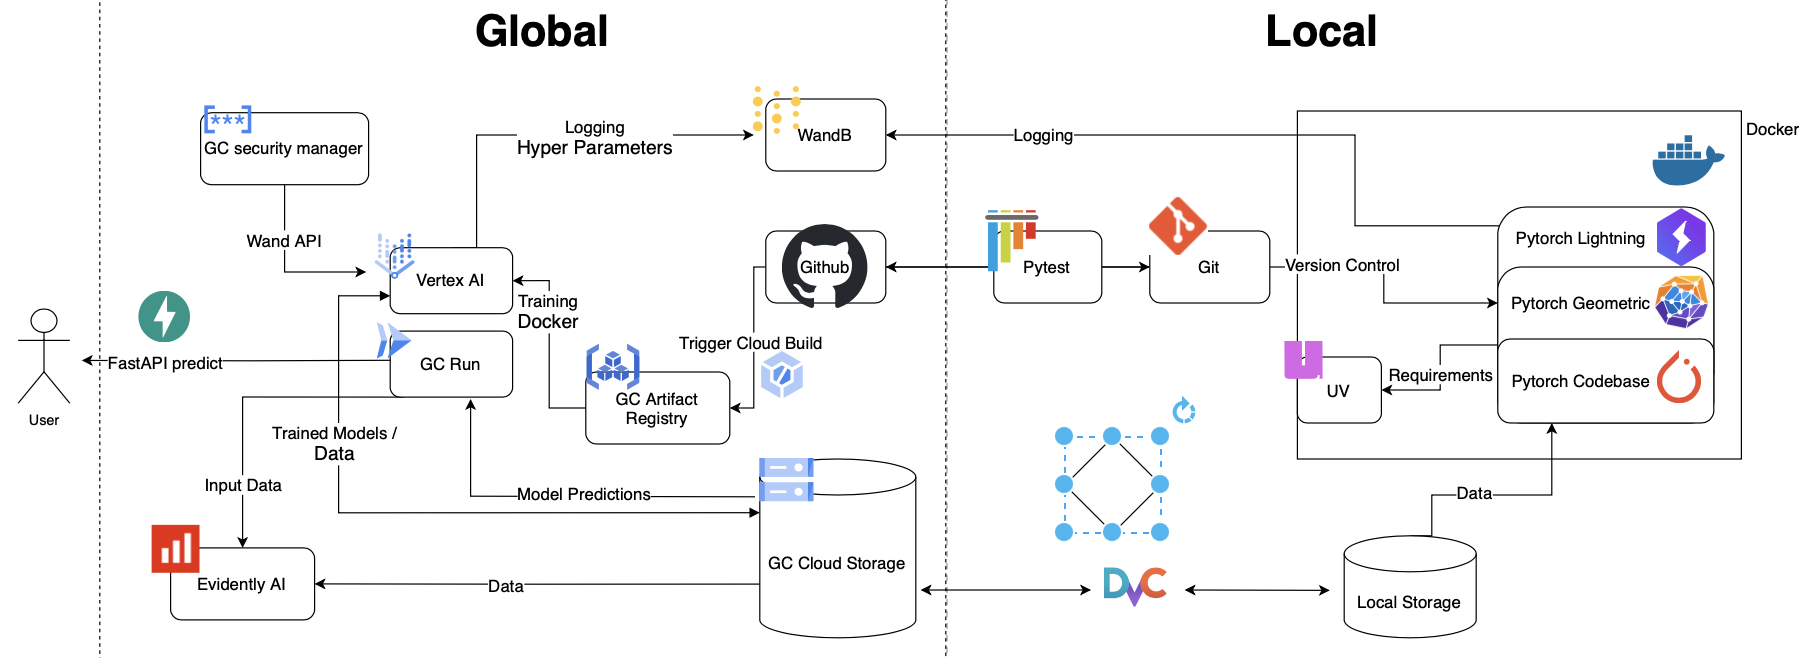 Global
Local
Docker
[***]
GC security manager
Logging
Hyper Parameters
WandB
Logging
Wand API
Vertex AI
Training
Docker
Github
Pytest
Git
Version Control
Pytorch Lightning
Pytorch Geometric
Pytorch Codebase
UV
Requirements
FastAPI predict
User
GC Run
Trigger Cloud Build
GC Artifact
Registry
Trained Models /
Data
Input Data
Model Predictions
GC Cloud Storage
Evidently AI
Data
DVC
Data
Local Storage